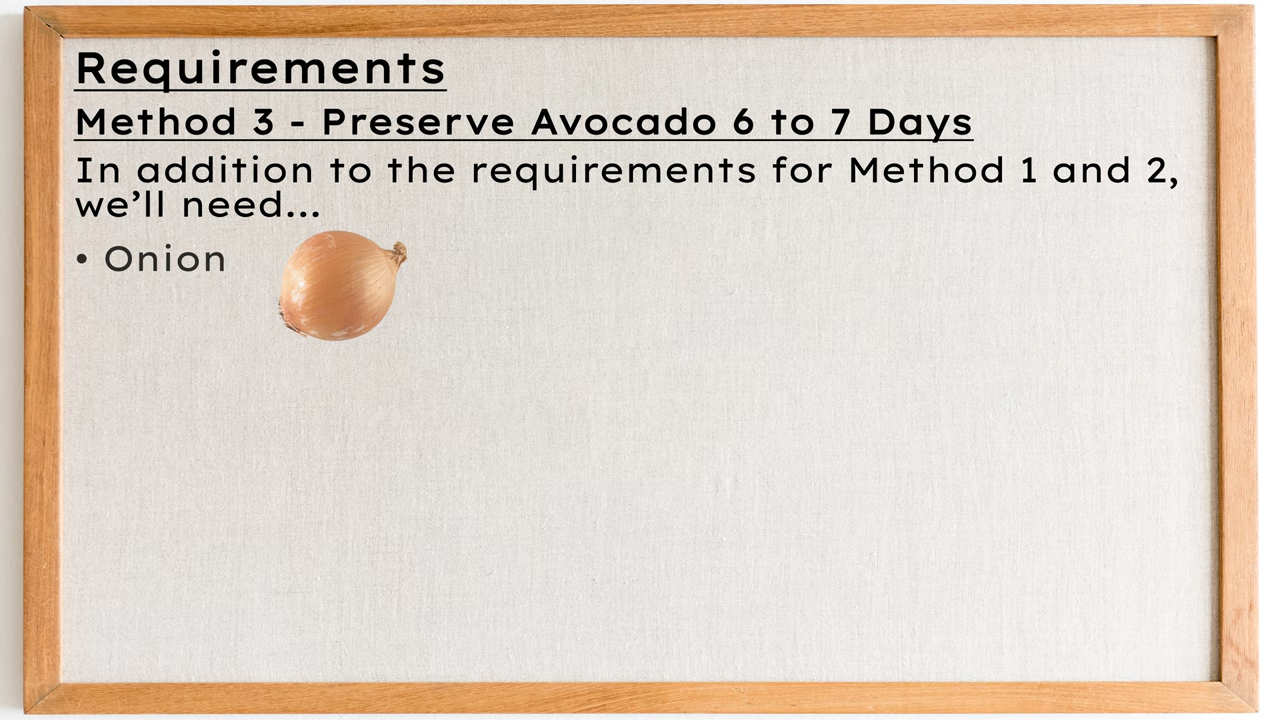 Requirements
Method 3 - Preserve Avocado 6 to 7 Days
In addition to the requirements for Method 1 and 2,
we’ll need...
• Onion